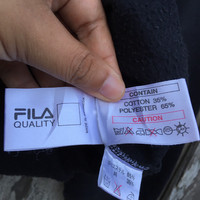 FILA
QUALITY
CONTAIN
COTTON 35%
POLYESTER 65%
CAUTION